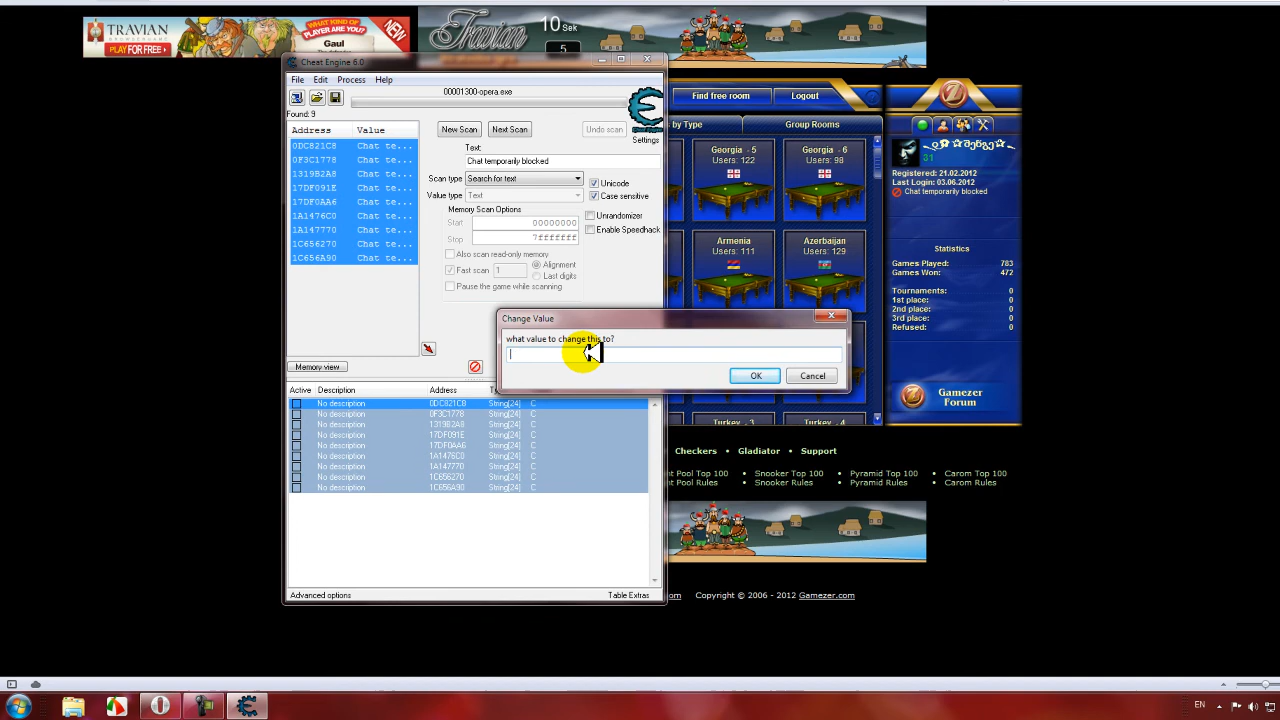 TRAVIAN
PLAY FOR FREE
WHAT KIND OF
PLAYER ARE YOU?
Gaul
NEW
Travian
10 Sek
5
Cheat Engine 6.0
File Edit Process Help
00001300-opera.exe
Found: 9
Address Value
0DC821C8 Chat te...
0F3C1778 Chat te...
1319B2A8 Chat te...
17DF091E Chat te...
17DF0AA6 Chat te...
1A1476C0 Chat te...
1A147770 Chat te...
1C656270 Chat te...
1C656A90 Chat te...
New Scan Next Scan Undo scan
Settings
Text:
Chat temporarily blocked
Scan type Search for text
Value type Text
Unicode
Case sensitive
Memory Scan Options
Start 00000000
Stop 7fffffff
Unrandomizer
Enable Speedhack
Also scan read-only memory
Fast scan 1 Alignment
Last digits
Pause the game while scanning
Memory view
Change Value
what value to change this to?
OK Cancel
Active Description Address Type
No description 0DC821C8 String[24] C
No description 0F3C1778 String[24] C
No description 1319B2A8 String[24] C
No description 17DF091E String[24] C
No description 17DF0AA6 String[24] C
No description 1A1476C0 String[24] C
No description 1A147770 String[24] C
No description 1C656270 String[24] C
No description 1C656A90 String[24] C
Advanced options Table Extras
Find free room Logout
s by Type Group Rooms
Georgia - 5
Users: 122
Georgia - 6
Users: 98
Armenia
Users: 111
Azerbaijan
Users: 129
Turkey - 3
Turkey - 4
31
Registered: 21.02.2012
Last Login: 03.06.2012
Chat temporarily blocked
Statistics
Games Played: 783
Games Won: 472
Tournaments: 0
1st place: 0
2nd place: 0
3rd place: 0
Refused: 0
Gamezer
Forum
Checkers • Gladiator • Support
nt Pool Top 100 • Snooker Top 100 • Pyramid Top 100 • Carom Top 100
nt Pool Rules • Snooker Rules • Pyramid Rules • Carom Rules
om Copyright © 2006 - 2012 Gamezer.com
EN